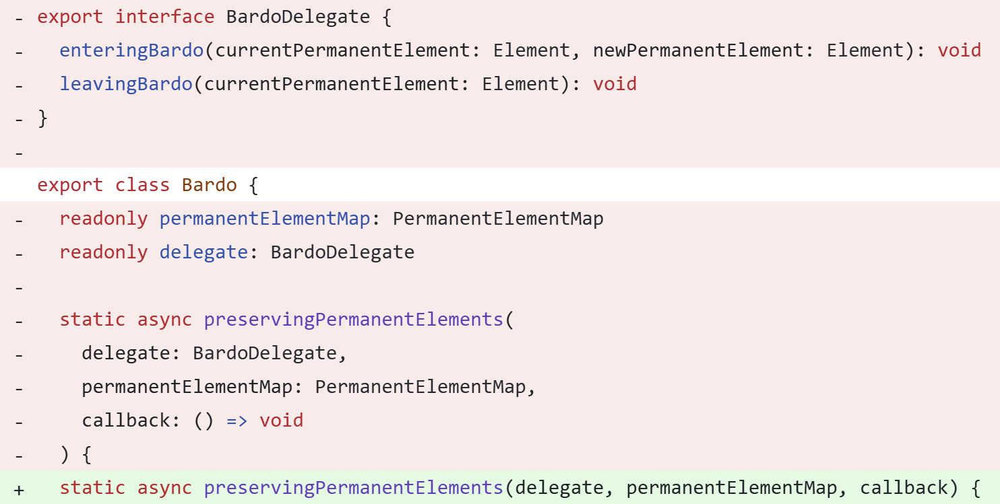 - export interface BardoDelegate {
-   enteringBardo(currentPermanentElement: Element, newPermanentElement: Element): void
-   leavingBardo(currentPermanentElement: Element): void
- }
-
  export class Bardo {
-   readonly permanentElementMap: PermanentElementMap
-   readonly delegate: BardoDelegate
-
-   static async preservingPermanentElements(
-     delegate: BardoDelegate,
-     permanentElementMap: PermanentElementMap,
-     callback: () => void
-   ) {
+   static async preservingPermanentElements(delegate, permanentElementMap, callback) {